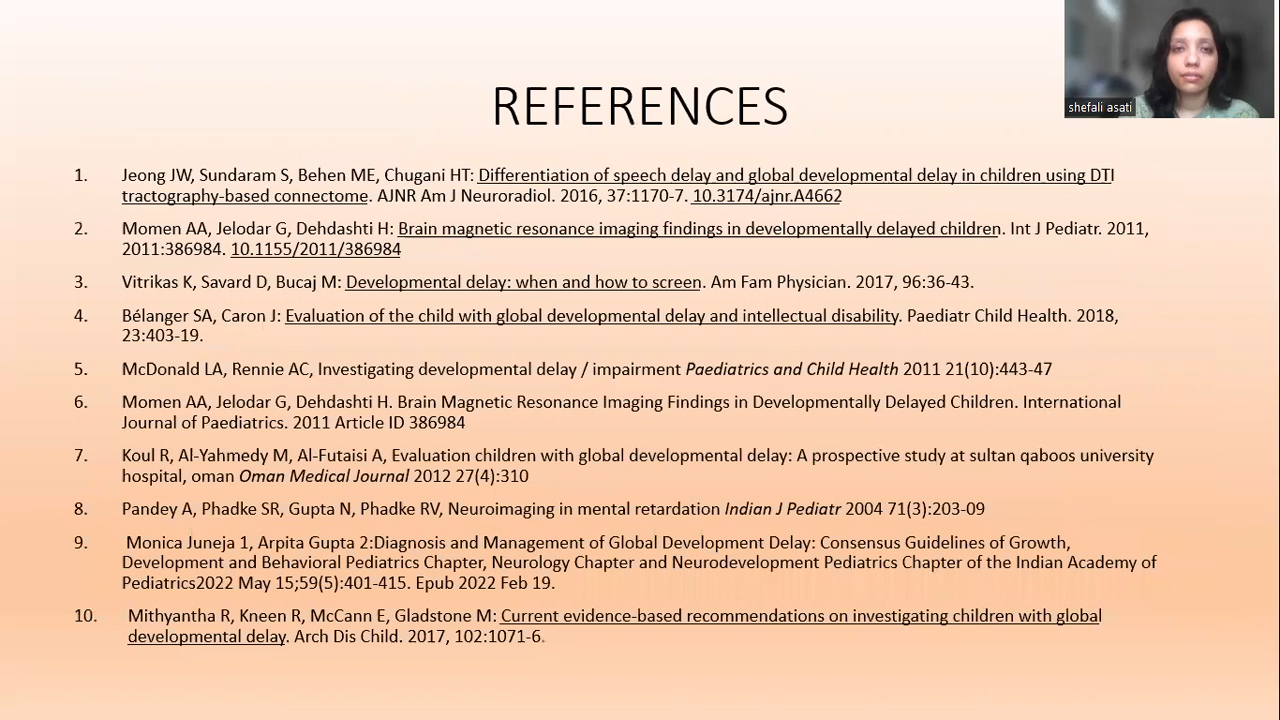 shefali asati
REFERENCES
1. Jeong JW, Sundaram S, Behen ME, Chugani HT: Differentiation of speech delay and global developmental delay in children using DTI
tractography-based connectome. AJNR Am J Neuroradiol. 2016, 37:1170-7. 10.3174/ajnr.A4662
2. Momen AA, Jelodar G, Dehdashti H: Brain magnetic resonance imaging findings in developmentally delayed children. Int J Pediatr. 2011,
2011:386984. 10.1155/2011/386984
3. Vitrikas K, Savard D, Bucaj M: Developmental delay: when and how to screen. Am Fam Physician. 2017, 96:36-43.
4. Bélanger SA, Caron J: Evaluation of the child with global developmental delay and intellectual disability. Paediatr Child Health. 2018,
23:403-19.
5. McDonald LA, Rennie AC, Investigating developmental delay / impairment Paediatrics and Child Health 2011 21(10):443-47
6. Momen AA, Jelodar G, Dehdashti H. Brain Magnetic Resonance Imaging Findings in Developmentally Delayed Children. International
Journal of Paediatrics. 2011 Article ID 386984
7. Koul R, Al-Yahmedy M, Al-Futaisi A, Evaluation children with global developmental delay: A prospective study at sultan qaboos university
hospital, oman Oman Medical Journal 2012 27(4):310
8. Pandey A, Phadke SR, Gupta N, Phadke RV, Neuroimaging in mental retardation Indian J Pediatr 2004 71(3):203-09
9. Monica Juneja 1, Arpita Gupta 2:Diagnosis and Management of Global Development Delay: Consensus Guidelines of Growth,
Development and Behavioral Pediatrics Chapter, Neurology Chapter and Neurodevelopment Pediatrics Chapter of the Indian Academy of
Pediatrics2022 May 15;59(5):401-415. Epub 2022 Feb 19.
10. Mithyantha R, Kneen R, McCann E, Gladstone M: Current evidence-based recommendations on investigating children with global
developmental delay. Arch Dis Child. 2017, 102:1071-6.